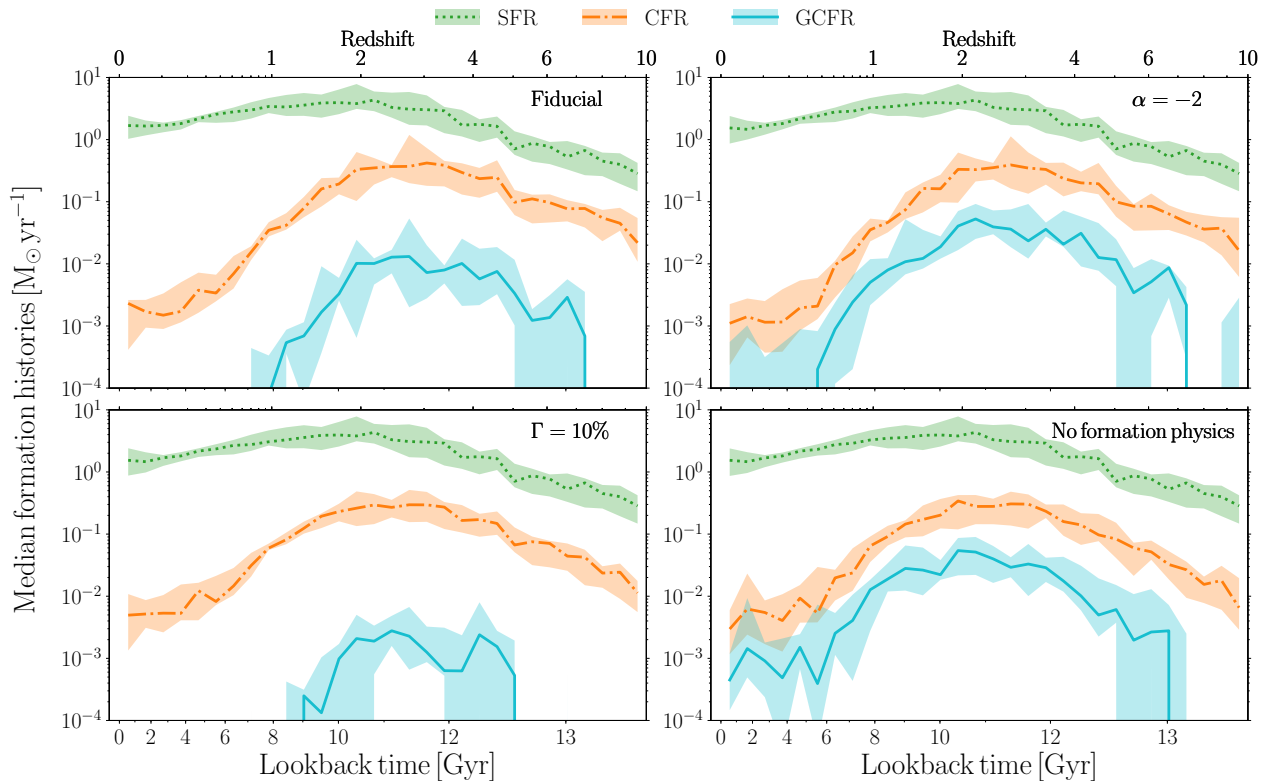 SFR CFR GCFR
Redshift Redshift
0 1 2 4 6 10 0 1 2 4 6 10
Fiducial
α = −2
10¹ 10¹
10⁰ 10⁰
10⁻¹ 10⁻¹
10⁻² 10⁻²
10⁻³ 10⁻³
10⁻⁴ 10⁻⁴
Γ = 10%
No formation physics
10¹ 10¹
10⁰ 10⁰
10⁻¹ 10⁻¹
10⁻² 10⁻²
10⁻³ 10⁻³
10⁻⁴ 10⁻⁴
0 2 4 6 8 10 12 13 0 2 4 6 8 10 12 13
Lookback time [Gyr] Lookback time [Gyr]
Median formation histories [M⊙ yr⁻¹]